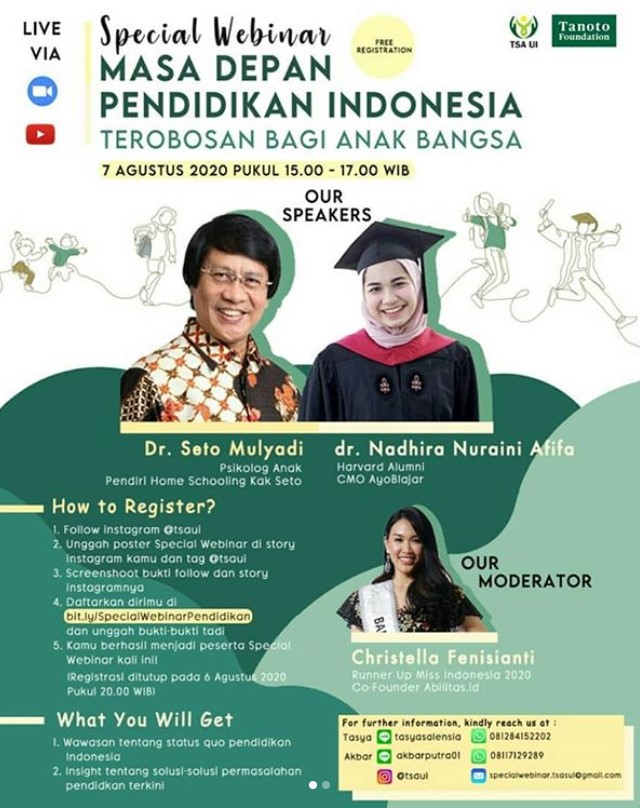 LIVE
VIA
Special Webinar
FREE
REGISTRATION
TSA UI
Tanoto
Foundation
MASA DEPAN
PENDIDIKAN INDONESIA
TEROBOSAN BAGI ANAK BANGSA
7 AGUSTUS 2020 PUKUL 15.00 - 17.00 WIB
OUR
SPEAKERS
Dr. Seto Mulyadi
Psikolog Anak
Pendiri Home Schooling Kak Seto
dr. Nadhira Nuraini Afifa
Harvard Alumni
CMO AyoBlajar
How to Register?
1. Follow instagram @tsaui
2. Unggah poster Special Webinar di story
instagram kamu dan tag @tsaui
3. Screenshoot bukti follow dan story
instagramnya
4. Daftarkan dirimu di
bit.ly/SpecialWebinarPendidikan
dan unggah bukti-bukti tadi
5. Kamu berhasil menjadi peserta Special
Webinar kali ini!
(Registrasi ditutup pada 6 Agustus 2020
Pukul 20.00 WIB)
OUR
MODERATOR
BA
Christella Fenisianti
Runner Up Miss Indonesia 2020
Co-Founder Abilitas.id
What You Will Get
1. Wawasan tentang status quo pendidikan
Indonesia
2. Insight tentang solusi-solusi permasalahan
pendidkan terkini
For further information, kindly reach us at :
Tasya tasyasalensia 081284152202
Akbar akbarputra01 08117129289
@tsaui specialwebinar.tsasui@gmail.com